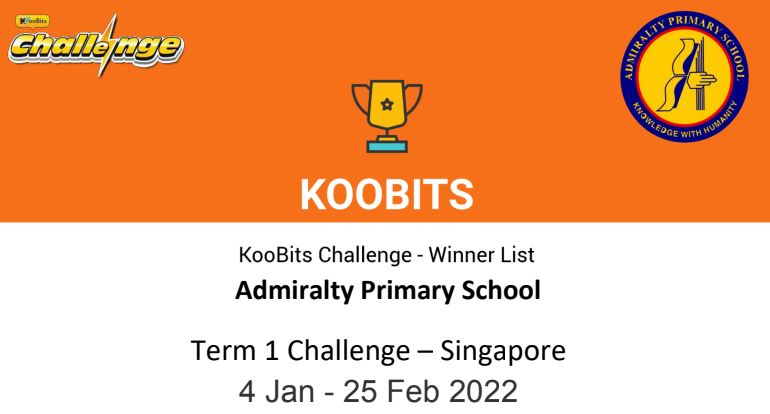 KooBits
Challenge
ADMIRALTY PRIMARY SCHOOL
KNOWLEDGE WITH HUMANITY
KOOBITS
KooBits Challenge - Winner List
Admiralty Primary School
Term 1 Challenge – Singapore
4 Jan - 25 Feb 2022